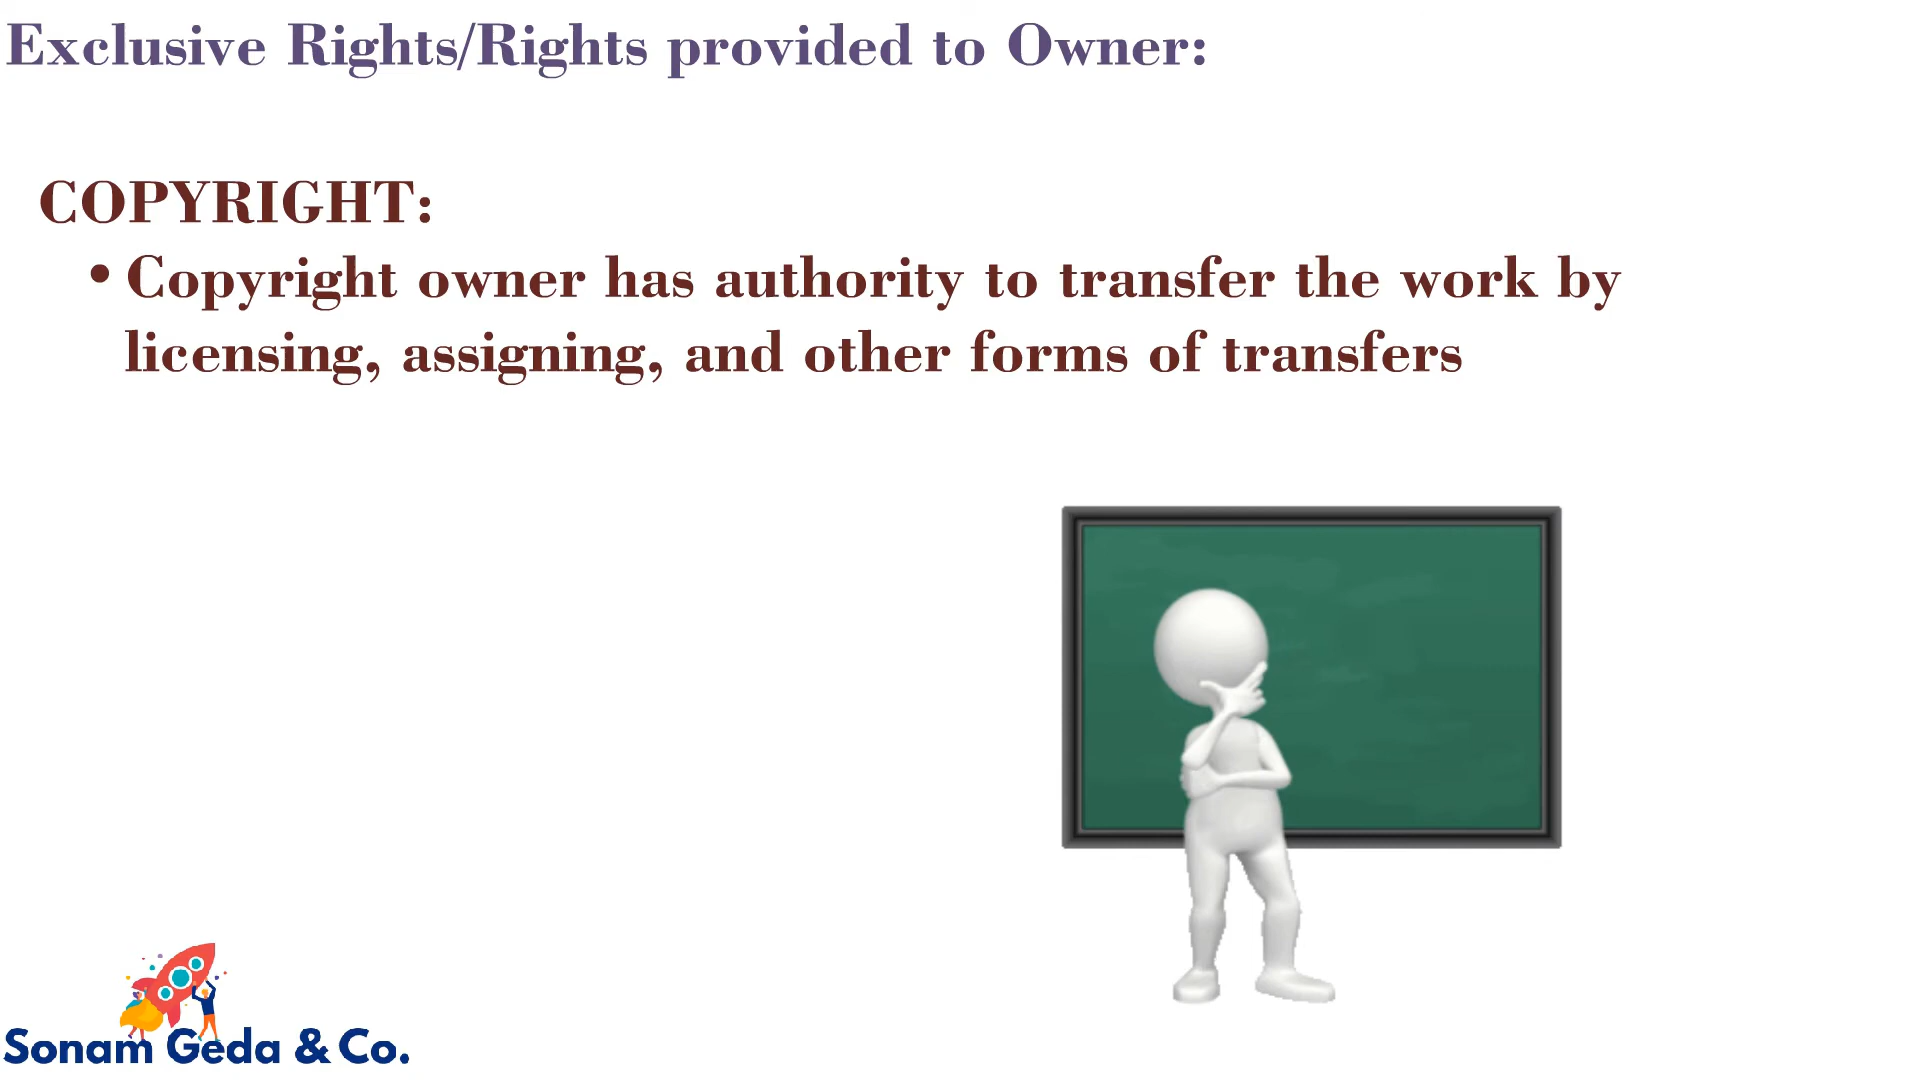 Exclusive Rights/Rights provided to Owner:
COPYRIGHT:
• Copyright owner has authority to transfer the work by
licensing, assigning, and other forms of transfers
Sonam Geda & Co.